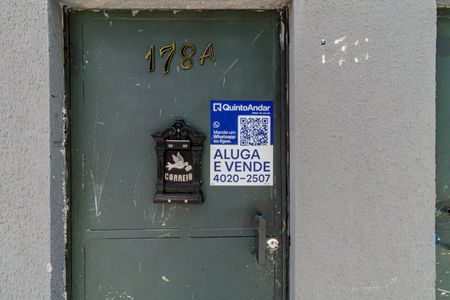 178A
QuintoAndar
Mande um
Whatsapp
ou ligue.
ALUGA
E VENDE
4020-2507
CORREIO